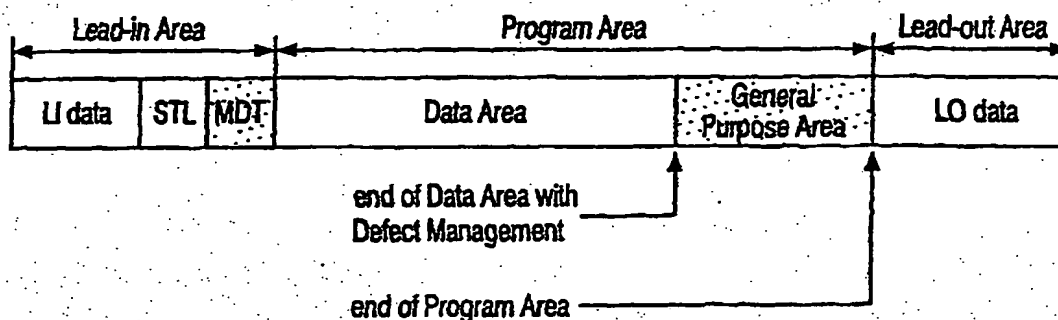 Lead-in Area
Program Area
Lead-out Area
LI data
STL
MDT
Data Area
General
Purpose Area
LO data
end of Data Area with
Defect Management
end of Program Area